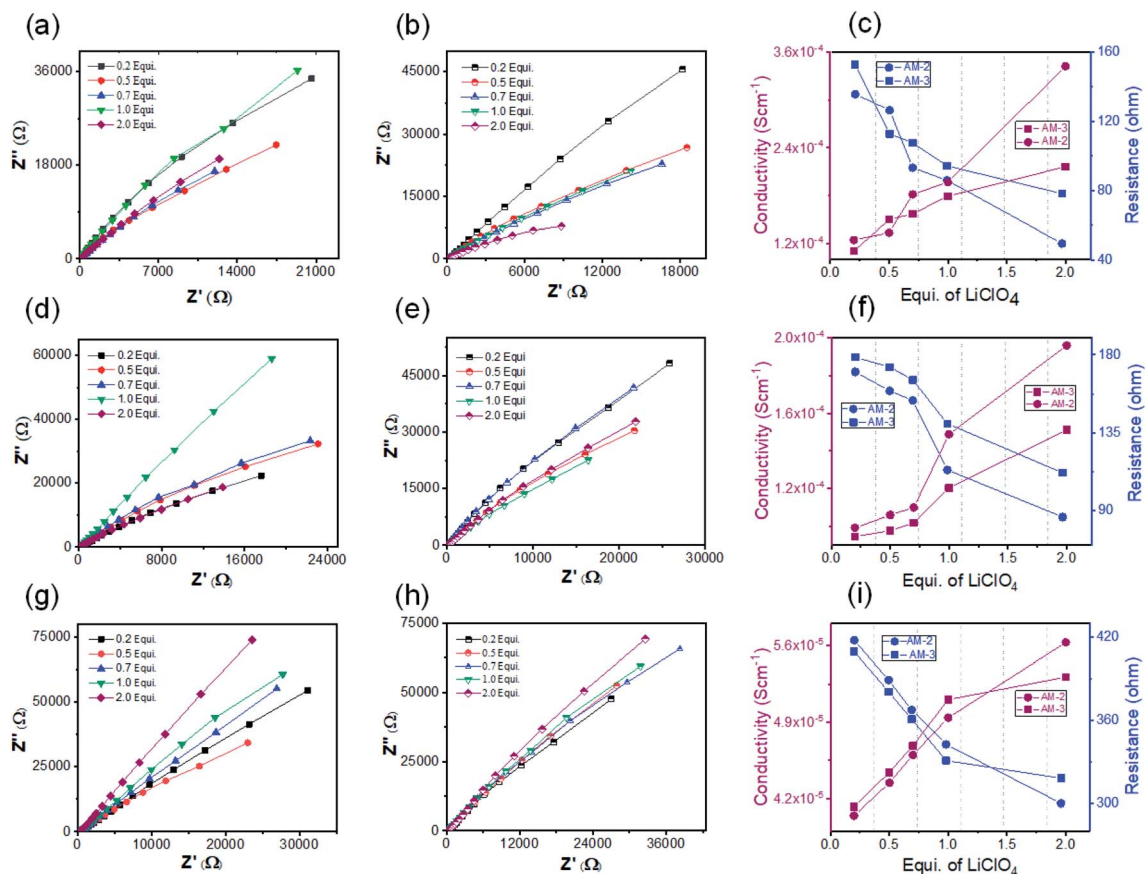 (a)
0.2 Equi.
0.5 Equi.
0.7 Equi.
1.0 Equi
2.0 Equi.
36000
18000
0
0 7000 14000 21000
Z'' (Ω)
Z' (Ω)
(b)
0.2 Equi.
0.5 Equi.
0.7 Equi.
1.0 Equi.
2.0 Equi.
45000
30000
15000
0
0 6000 12000 18000
Z'' (Ω)
Z' (Ω)
(c)
AM-2
AM-3
AM-3
AM-2
3.6x10⁻⁴
2.4x10⁻⁴
1.2x10⁻⁴
160
120
80
40
0.0 0.5 1.0 1.5 2.0
Conductivity (Scm⁻¹)
Resistance (ohm)
Equi. of LiClO₄
(d)
0.2 Equi.
0.5 Equi.
0.7 Equi.
1.0 Equi.
2.0 Equi.
60000
40000
20000
0
0 8000 16000 24000
Z'' (Ω)
Z' (Ω)
(e)
0.2 Equi
0.5 Equi
0.7 Equi
1.0 Equi
2.0 Equi
45000
30000
15000
0
0 10000 20000 30000
Z'' (Ω)
Z' (Ω)
(f)
AM-2
AM-3
AM-3
AM-2
2.0x10⁻⁴
1.6x10⁻⁴
1.2x10⁻⁴
180
135
90
0.0 0.5 1.0 1.5 2.0
Conductivity (Scm⁻¹)
Resistance (ohm)
Equi. of LiClO₄
(g)
0.2 Equi.
0.5 Equi.
0.7 Equi.
1.0 Equi.
2.0 Equi.
75000
50000
25000
0
0 10000 20000 30000
Z'' (Ω)
Z' (Ω)
(h)
0.2 Equi.
0.5 Equi.
0.7 Equi.
1.0 Equi.
2.0 Equi.
75000
50000
25000
0
0 12000 24000 36000
Z'' (Ω)
Z' (Ω)
(i)
AM-2
AM-3
AM-2
AM-3
5.6x10⁻⁵
4.9x10⁻⁵
4.2x10⁻⁵
420
360
300
0.0 0.5 1.0 1.5 2.0
Conductivity (Scm⁻¹)
Resistance (ohm)
Equi. of LiClO₄